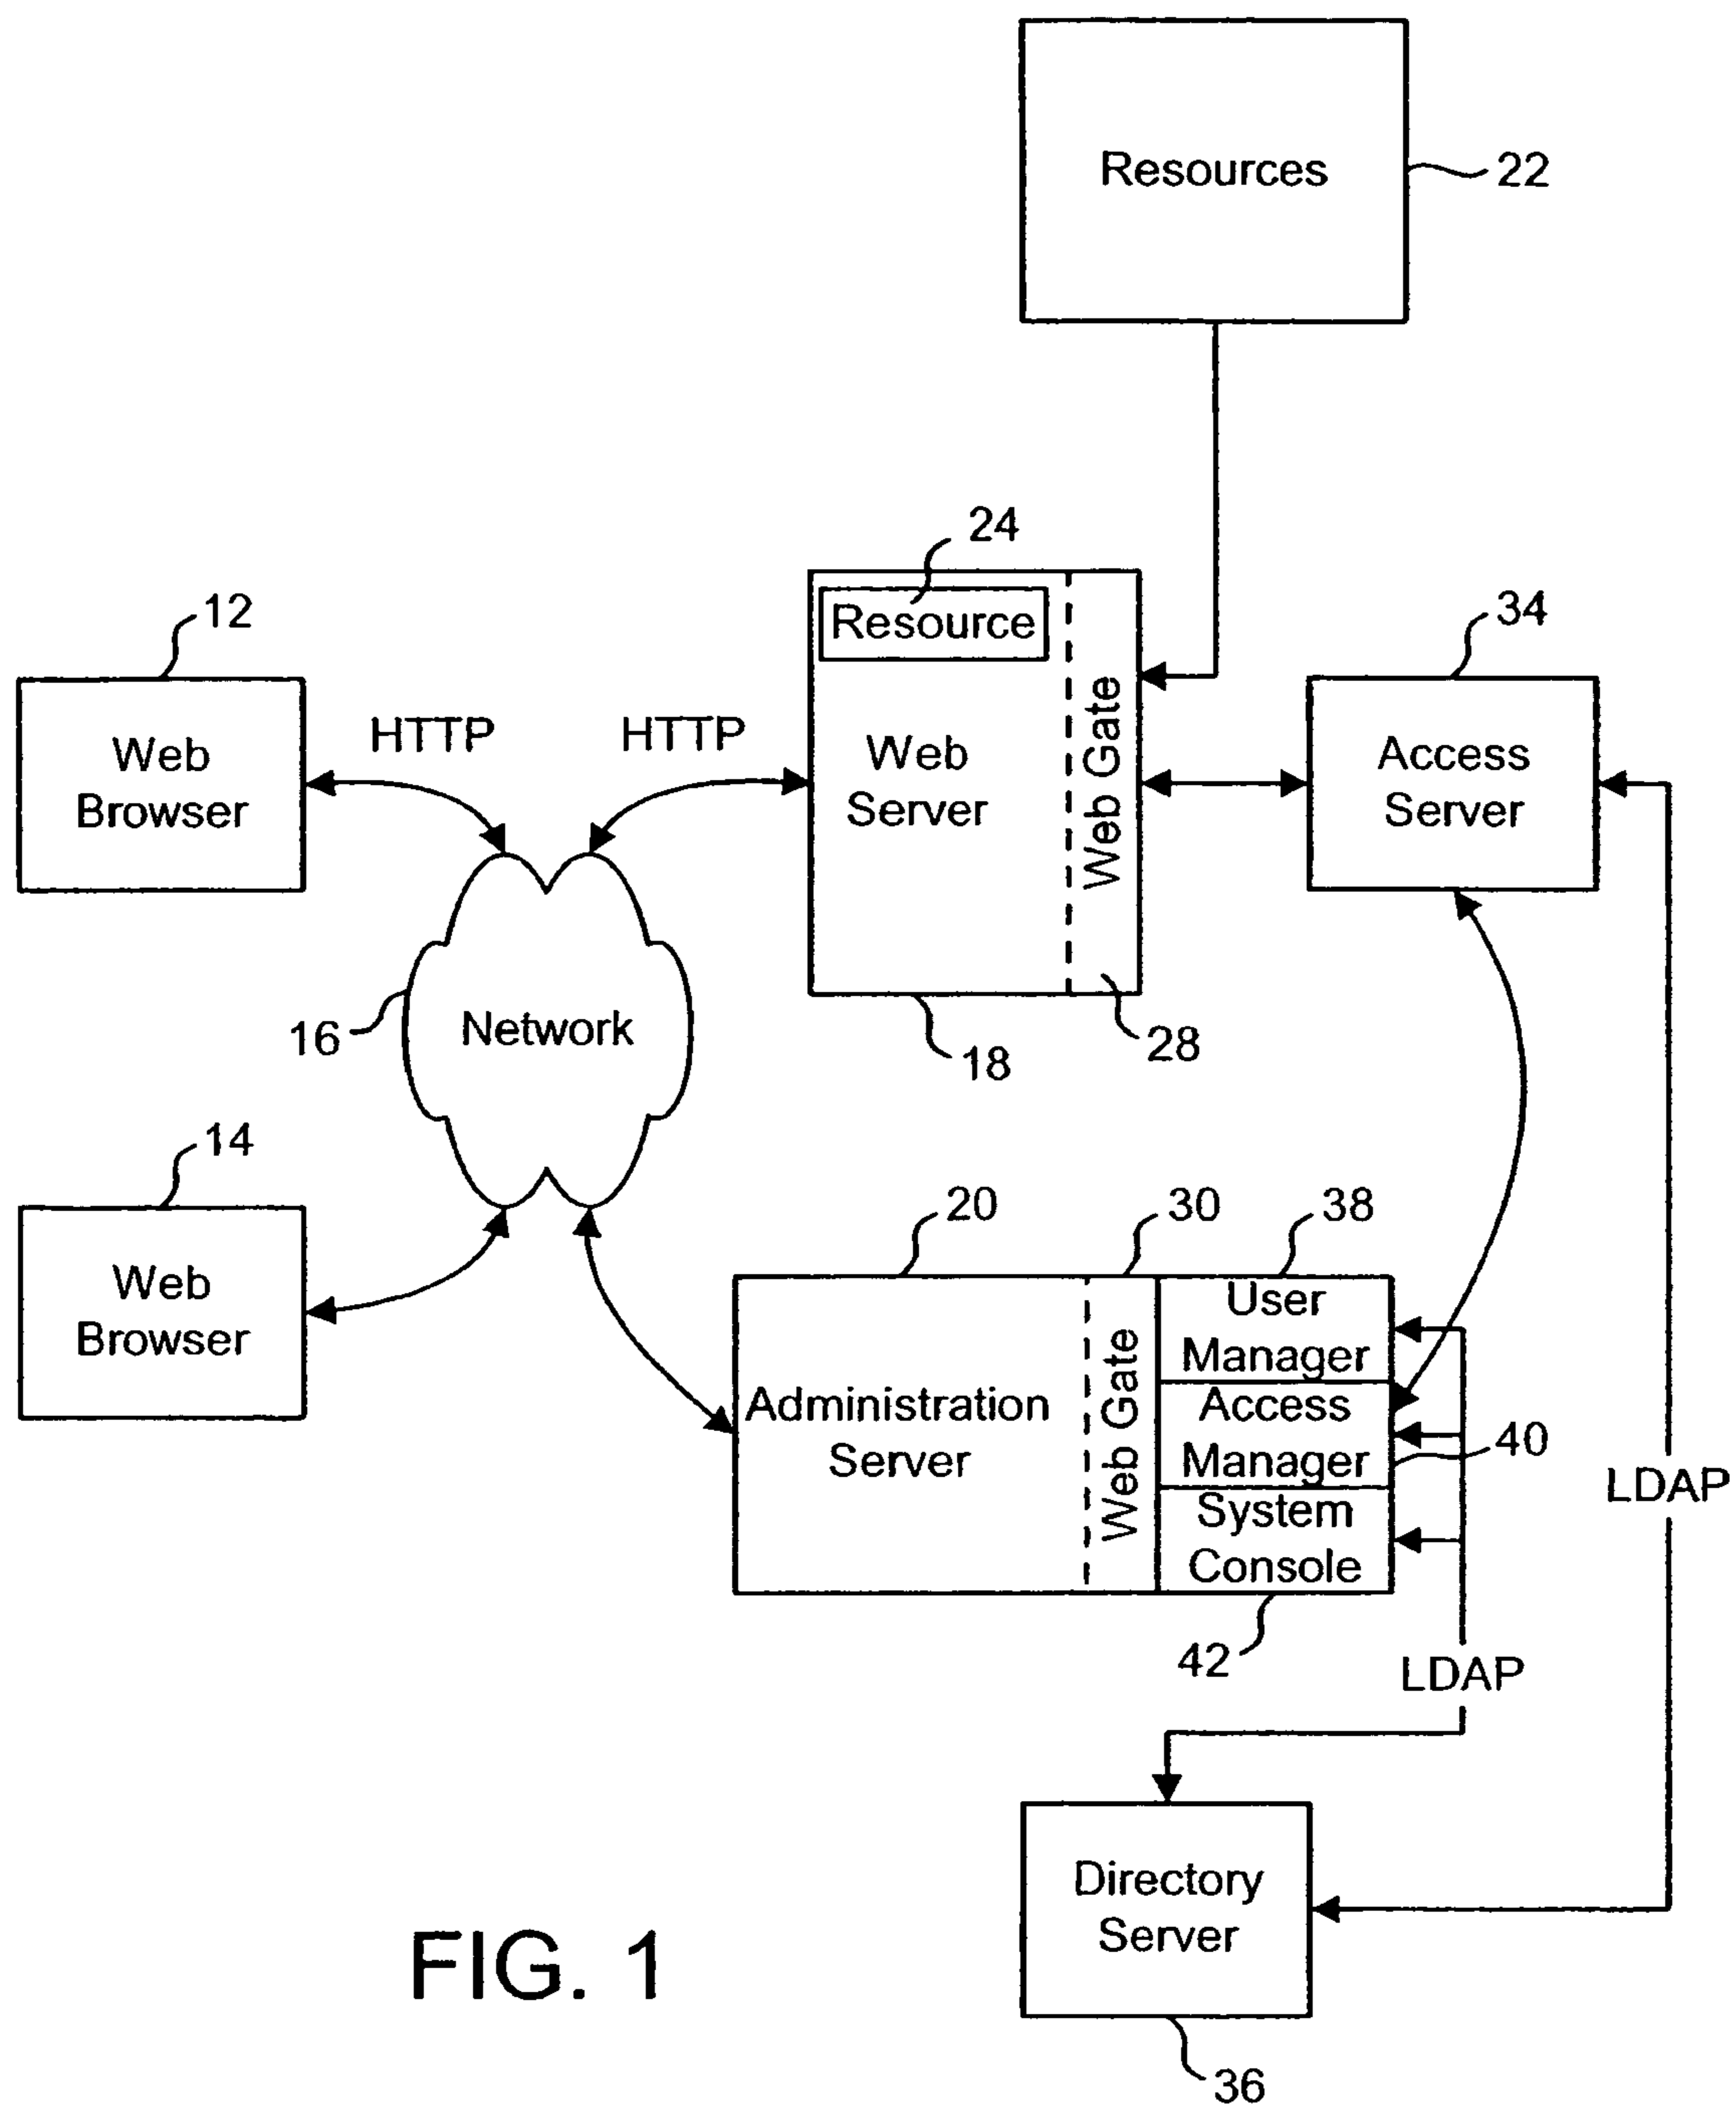 Resources
22
24
Resource
12
34
HTTP
HTTP
Web
Browser
Web
Server
Web Gate
Access
Server
16
Network
18
28
14
20
30
38
Web
Browser
Administration
Server
Web Gate
User
Manager
Access
Manager
40
System
Console
LDAP
42
LDAP
Directory
Server
FIG. 1
36